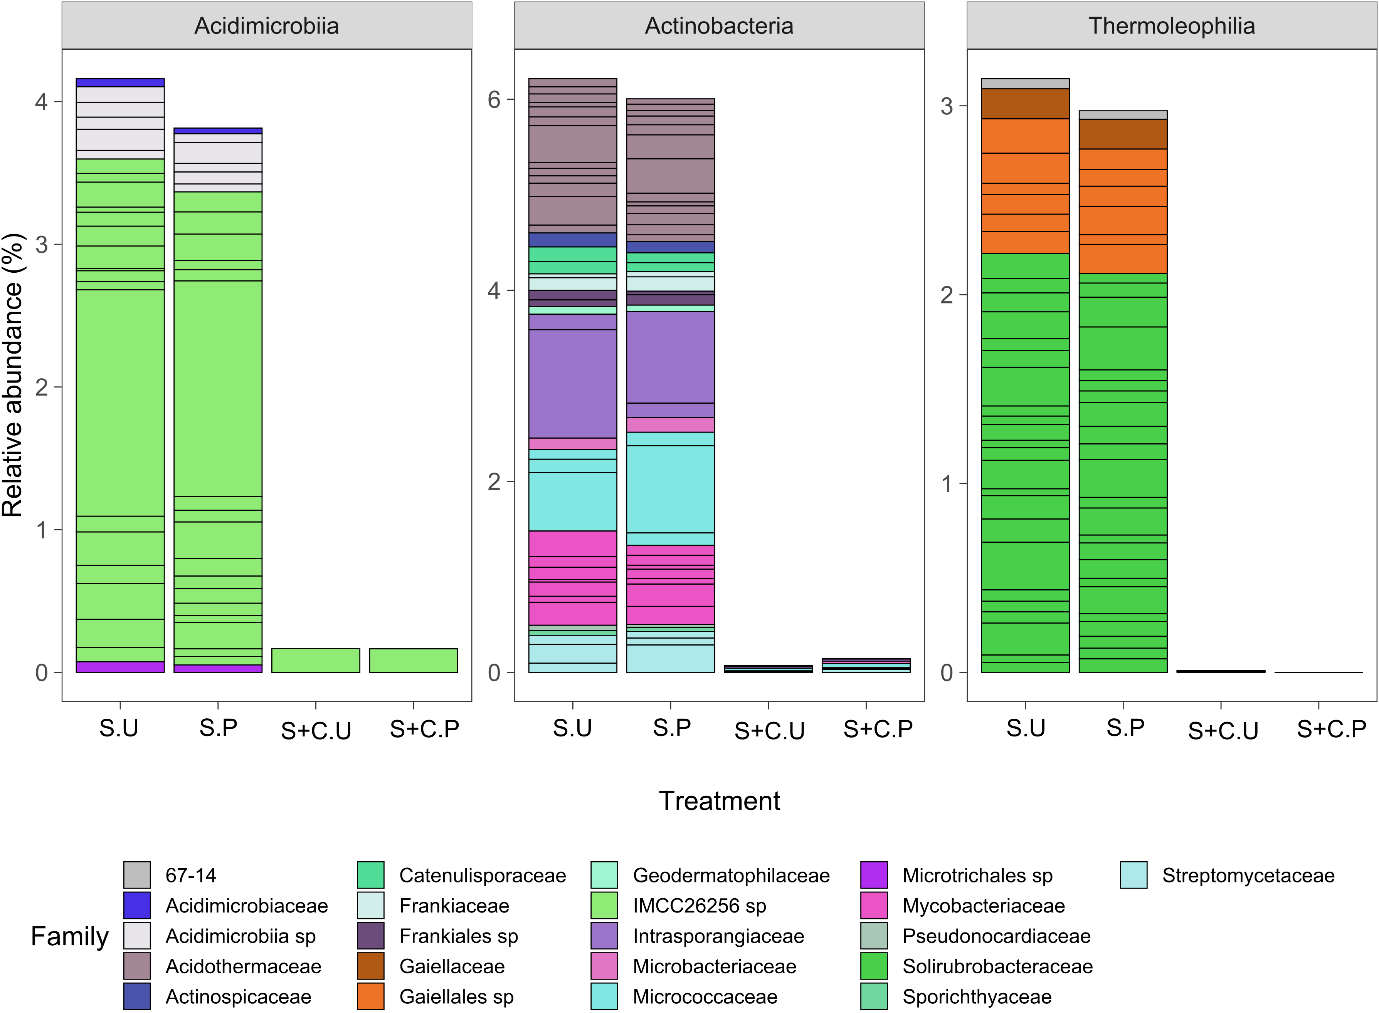 Acidimicrobiia Actinobacteria Thermoleophilia
Relative abundance (%)
4
3
2
1
0
6
4
2
0
3
2
1
0
S.U S.P S+C.U S+C.P S.U S.P S+C.U S+C.P S.U S.P S+C.U S+C.P
Treatment
Family
67-14
Acidimicrobiaceae
Acidimicrobiia sp
Acidothermaceae
Actinospicaceae
Catenulisporaceae
Frankiaceae
Frankiales sp
Gaiellaceae
Gaiellales sp
Geodermatophilaceae
IMCC26256 sp
Intrasporangiaceae
Microbacteriaceae
Micrococcaceae
Microtrichales sp
Mycobacteriaceae
Pseudonocardiaceae
Solirubrobacteraceae
Sporichthyaceae
Streptomycetaceae